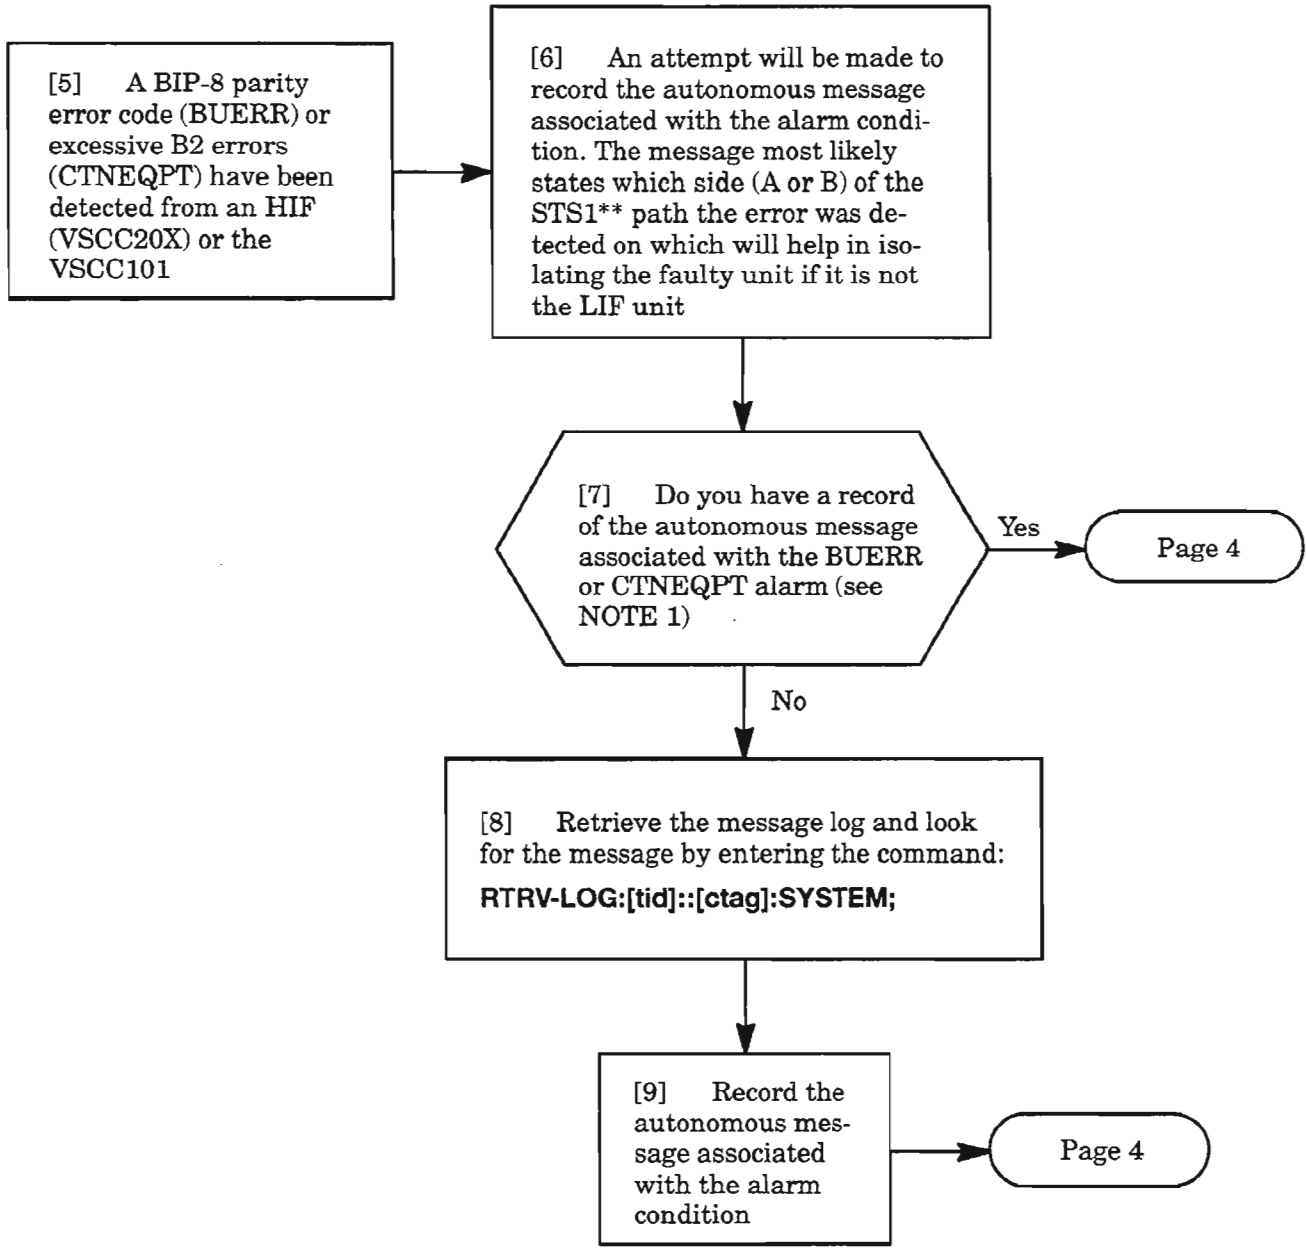 [5] A BIP-8 parity
error code (BUERR) or
excessive B2 errors
(CTNEQPT) have been
detected from an HIF
(VSCC20X) or the
VSCC101
[6] An attempt will be made to
record the autonomous message
associated with the alarm condi-
tion. The message most likely
states which side (A or B) of the
STS1** path the error was de-
tected on which will help in iso-
lating the faulty unit if it is not
the LIF unit
[7] Do you have a record
of the autonomous message
associated with the BUERR
or CTNEQPT alarm (see
NOTE 1)
Yes
Page 4
No
[8] Retrieve the message log and look
for the message by entering the command:
RTRV-LOG:[tid]::[ctag]:SYSTEM;
[9] Record the
autonomous mes-
sage associated
with the alarm
condition
Page 4